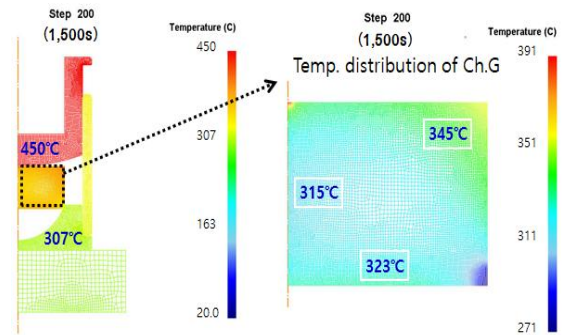 Step 200
(1,500s)
Temperature (C)
450
307
163
20.0
450℃
307℃
Step 200
(1,500s)
Temp. distribution of Ch.G
Temperature (C)
391
351
311
271
345℃
315℃
323℃